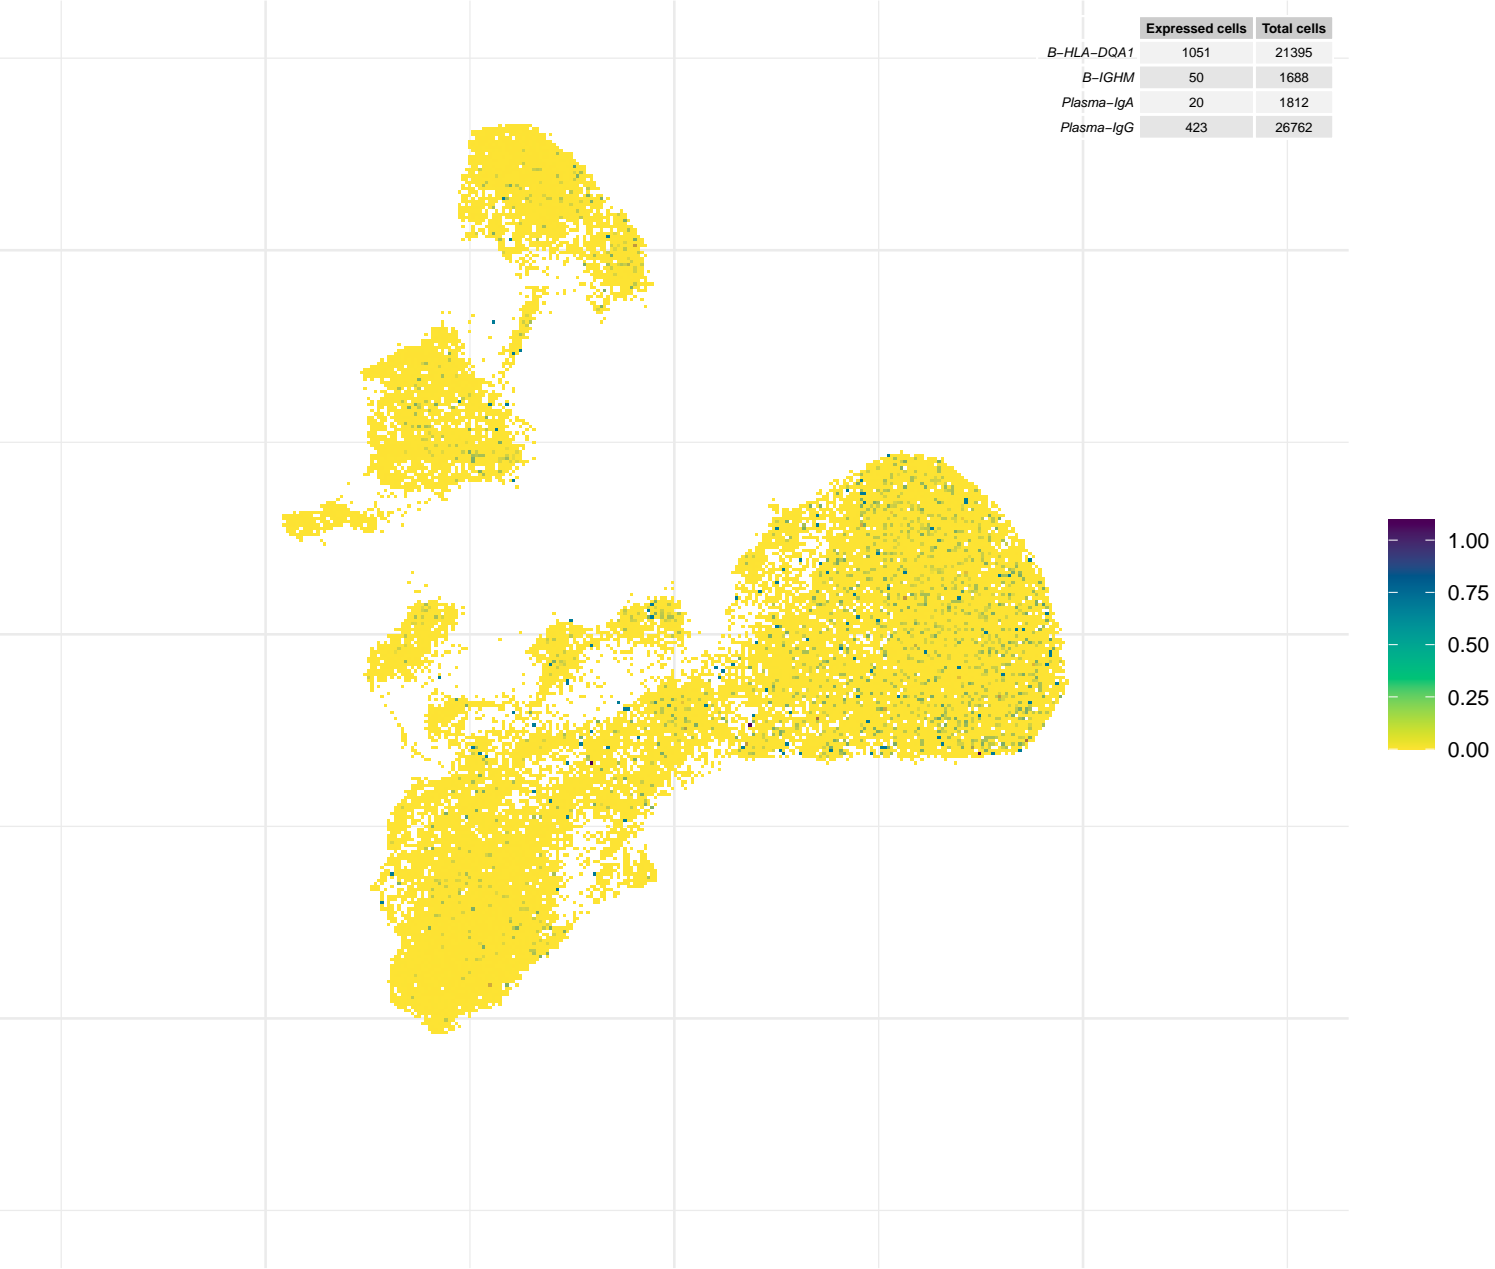 Expressed cells Total cells
B−HLA−DQA1 1051 21395
B−IGHM 50 1688
Plasma−IgA 20 1812
Plasma−IgG 423 26762
1.00
0.75
0.50
0.25
0.00